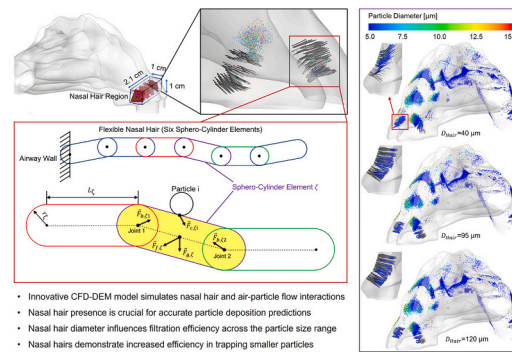 2.1 cm
1 cm
1 cm
Nasal Hair Region
Flexible Nasal Hair (Six Sphero-Cylinder Elements)
Airway Wall
Particle i
Sphero-Cylinder Element ζ
Joint 1
Joint 2
• Innovative CFD-DEM model simulates nasal hair and air-particle flow interactions
• Nasal hair presence is crucial for accurate particle deposition predictions
• Nasal hair diameter influences filtration efficiency across the particle size range
• Nasal hairs demonstrate increased efficiency in trapping smaller particles
Particle Diameter [μm]
5.0 7.5 10.0 12.5 15.0
D_Hair=40 μm
D_Hair=95 μm
D_Hair=120 μm